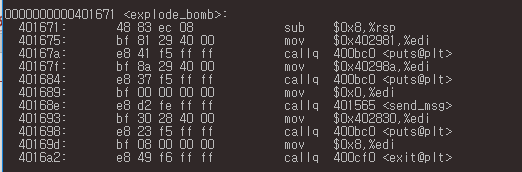 0000000000401671 <explode_bomb>:
401671: 48 83 ec 08 sub $0x8,%rsp
401675: bf 81 29 40 00 mov $0x402981,%edi
40167a: e8 41 f5 ff ff callq 400bc0 <puts@plt>
40167f: bf 8a 29 40 00 mov $0x40298a,%edi
401684: e8 37 f5 ff ff callq 400bc0 <puts@plt>
401689: bf 00 00 00 00 mov $0x0,%edi
40168e: e8 d2 fe ff ff callq 401565 <send_msg>
401693: bf 30 28 40 00 mov $0x402830,%edi
401698: e8 23 f5 ff ff callq 400bc0 <puts@plt>
40169d: bf 08 00 00 00 mov $0x8,%edi
4016a2: e8 49 f6 ff ff callq 400cf0 <exit@plt>